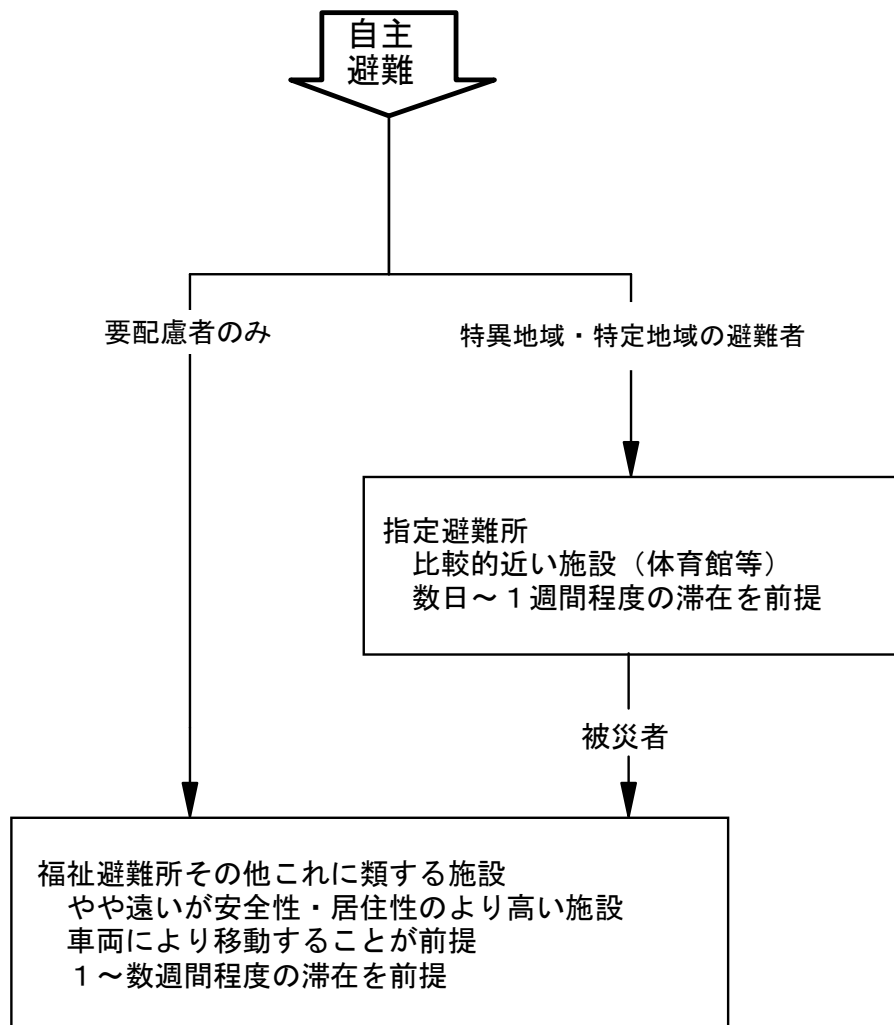 自主
避難
要配慮者のみ
特異地域・特定地域の避難者
指定避難所
比較的近い施設（体育館等）
数日～１週間程度の滞在を前提
被災者
福祉避難所その他これに類する施設
やや遠いが安全性・居住性のより高い施設
車両により移動することが前提
１～数週間程度の滞在を前提